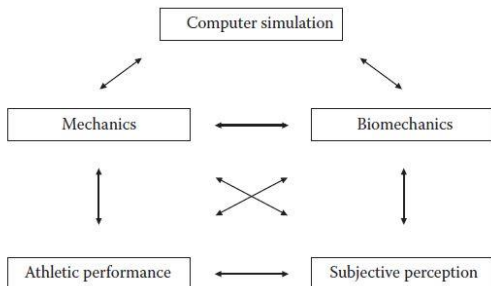 Computer simulation
Mechanics
Biomechanics
Athletic performance
Subjective perception